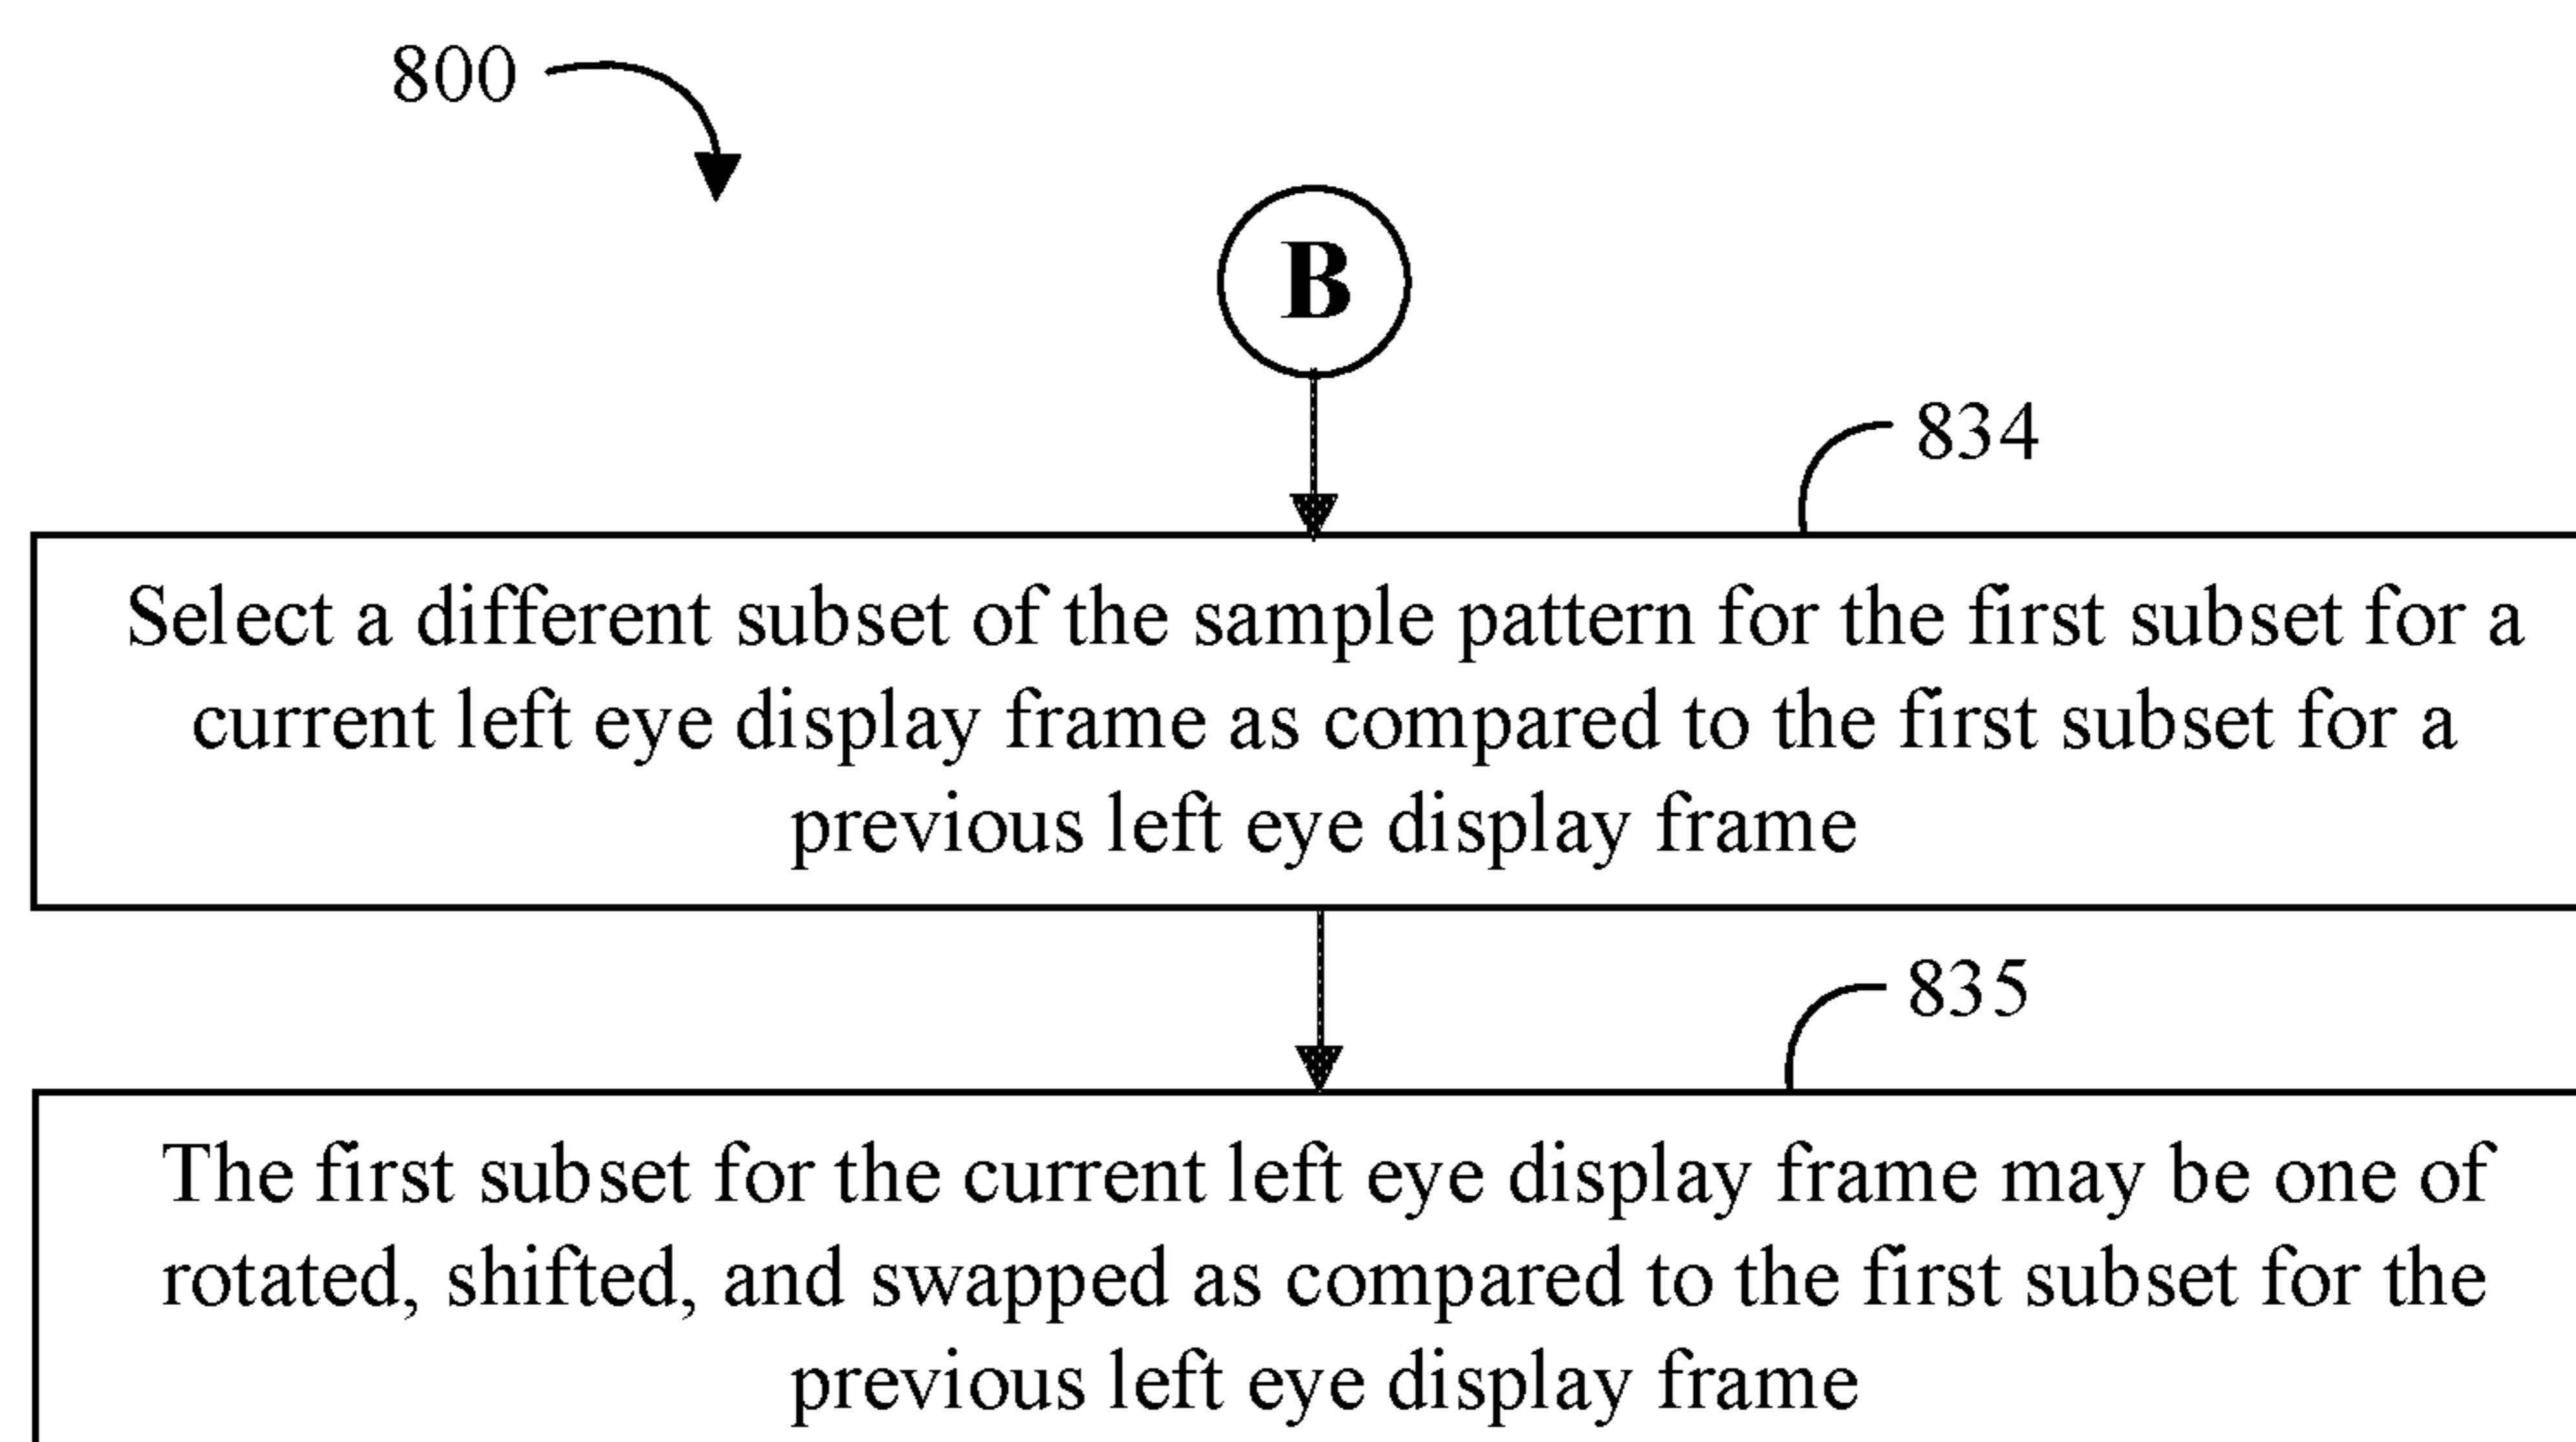 800
B
834
Select a different subset of the sample pattern for the first subset for a
current left eye display frame as compared to the first subset for a
previous left eye display frame
835
The first subset for the current left eye display frame may be one of
rotated, shifted, and swapped as compared to the first subset for the
previous left eye display frame